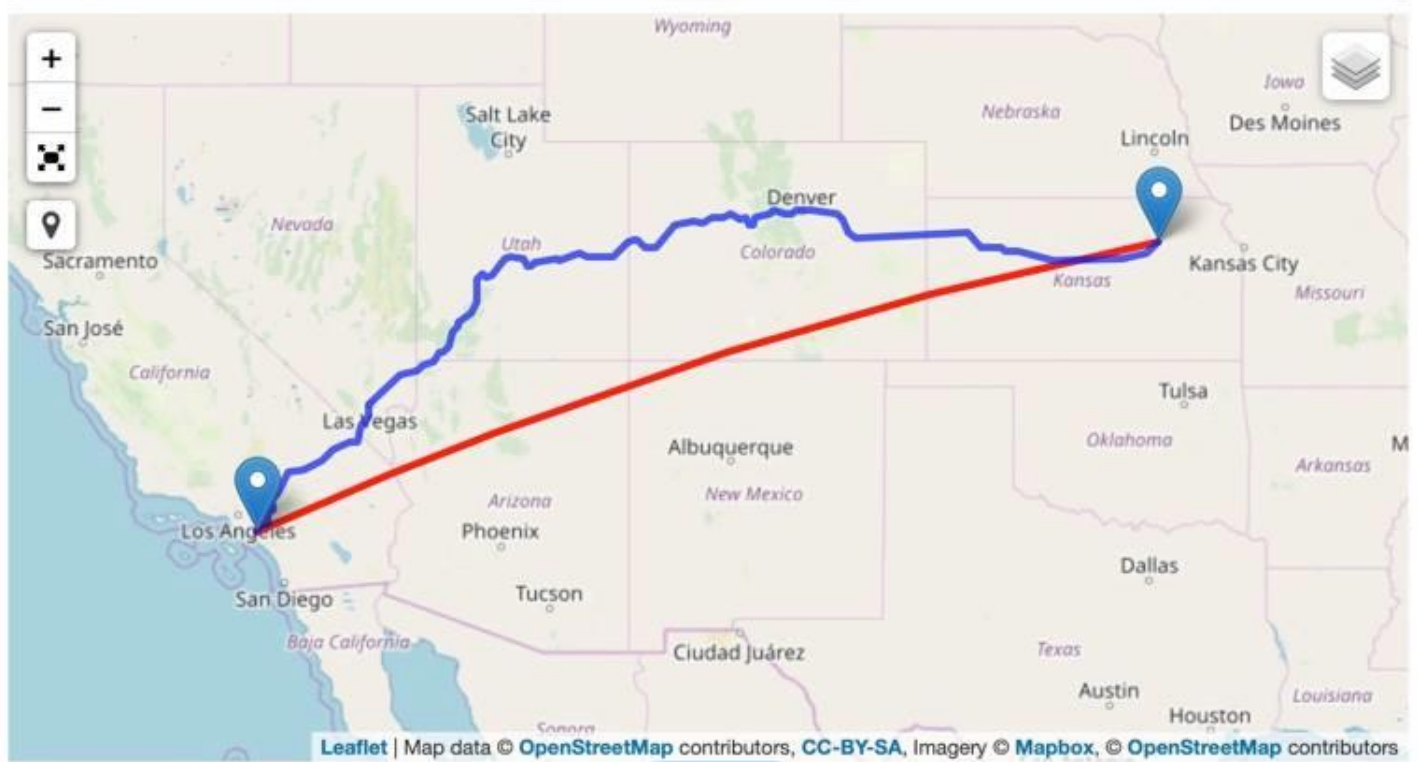 Wyoming
+
−
Iowa
Salt Lake
City
Nebraska
Des Moines
Lincoln
Denver
Nevada
Utah
Colorado
Sacramento
Kansas City
Kansas
Missouri
San José
California
Las Vegas
Tulsa
Albuquerque
Oklahoma
M
Arkansas
Arizona
New Mexico
Los Angeles
Phoenix
Dallas
San Diego
Tucson
Baja California
Ciudad Juárez
Texas
Austin
Louisiana
Houston
Sonora
Leaflet | Map data © OpenStreetMap contributors, CC-BY-SA, Imagery © Mapbox, © OpenStreetMap contributors